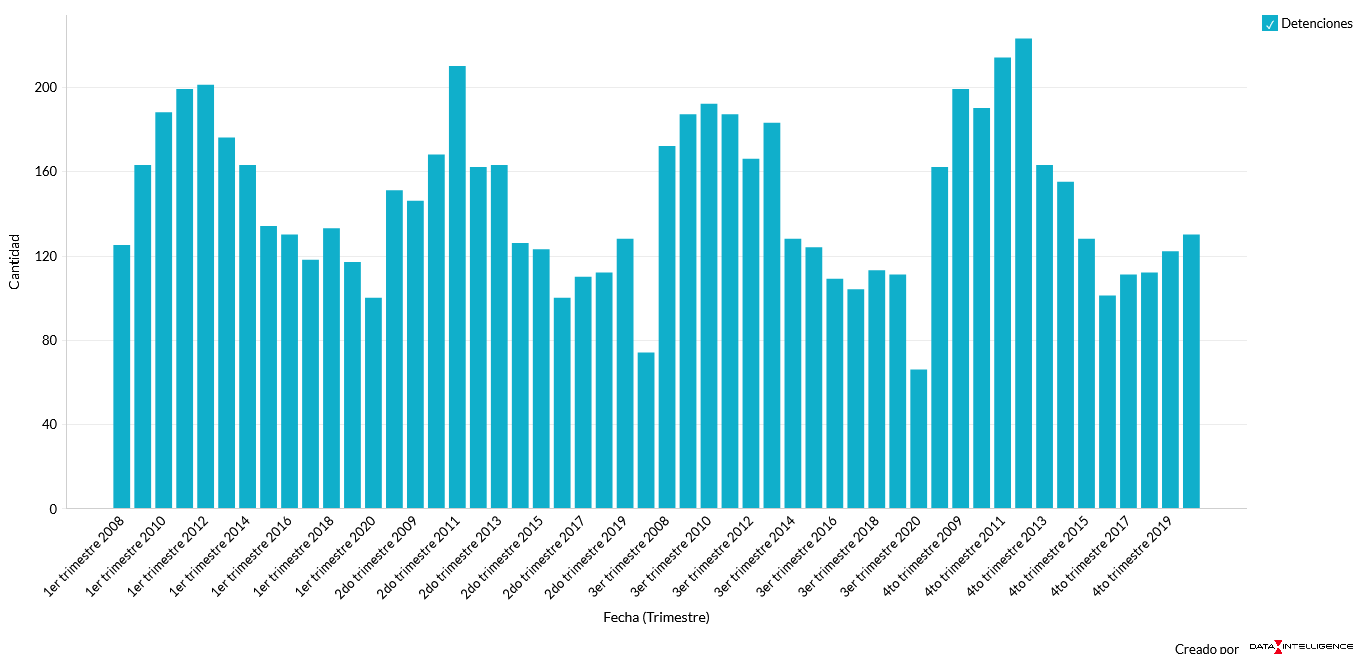 Detenciones
Cantidad
200
160
120
80
40
0
1er trimestre 2008
1er trimestre 2010
1er trimestre 2012
1er trimestre 2014
1er trimestre 2016
1er trimestre 2018
1er trimestre 2020
2do trimestre 2009
2do trimestre 2011
2do trimestre 2013
2do trimestre 2015
2do trimestre 2017
2do trimestre 2019
3er trimestre 2008
3er trimestre 2010
3er trimestre 2012
3er trimestre 2014
3er trimestre 2016
3er trimestre 2018
3er trimestre 2020
4to trimestre 2009
4to trimestre 2011
4to trimestre 2013
4to trimestre 2015
4to trimestre 2017
4to trimestre 2019
Fecha (Trimestre)
Creado por DATA INTELLIGENCE